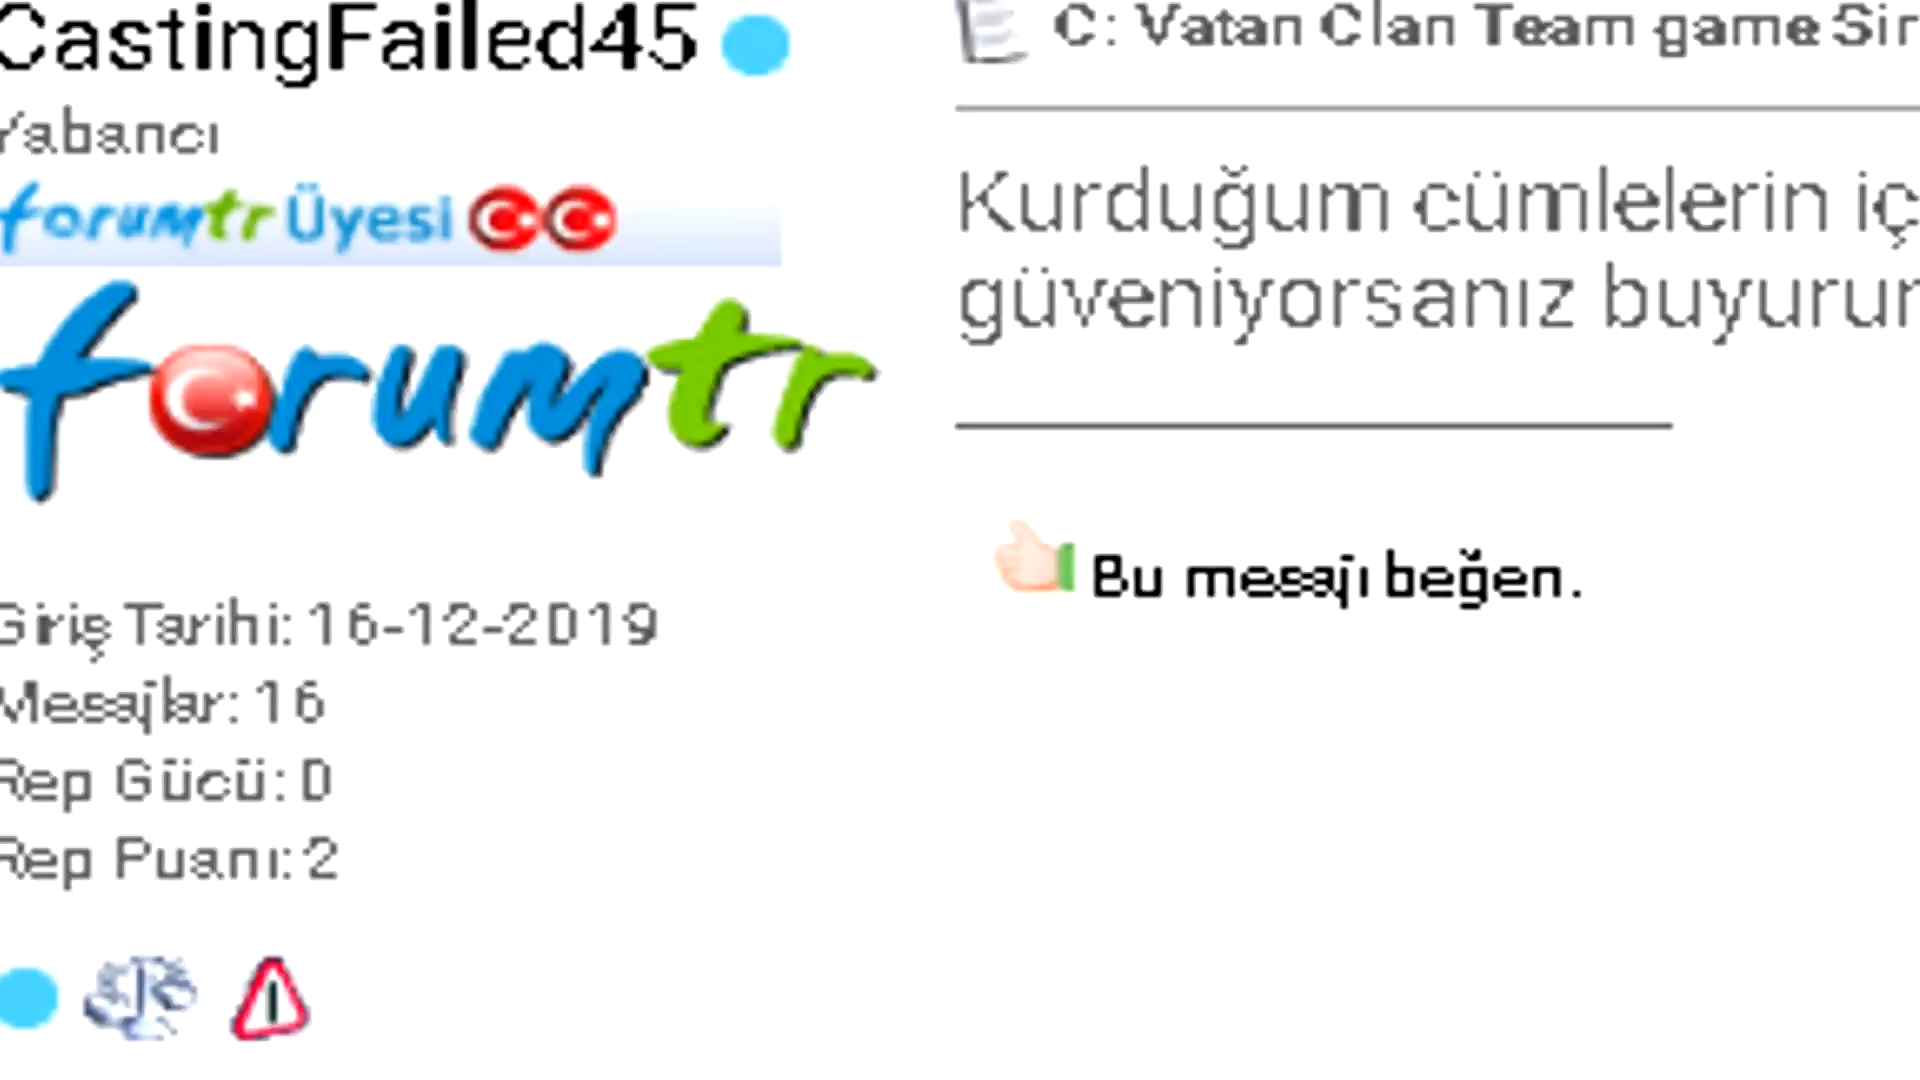 CastingFailed45
Yabancı
forumtr Üyesi
forumtr
Giriş Tarihi: 16-12-2019
Mesajlar: 16
Rep Gücü: 0
Rep Puanı: 2
C: Vatan Clan Team game
Kurduğum cümlelerin
güveniyorsanız
Bu mesajı beğen.